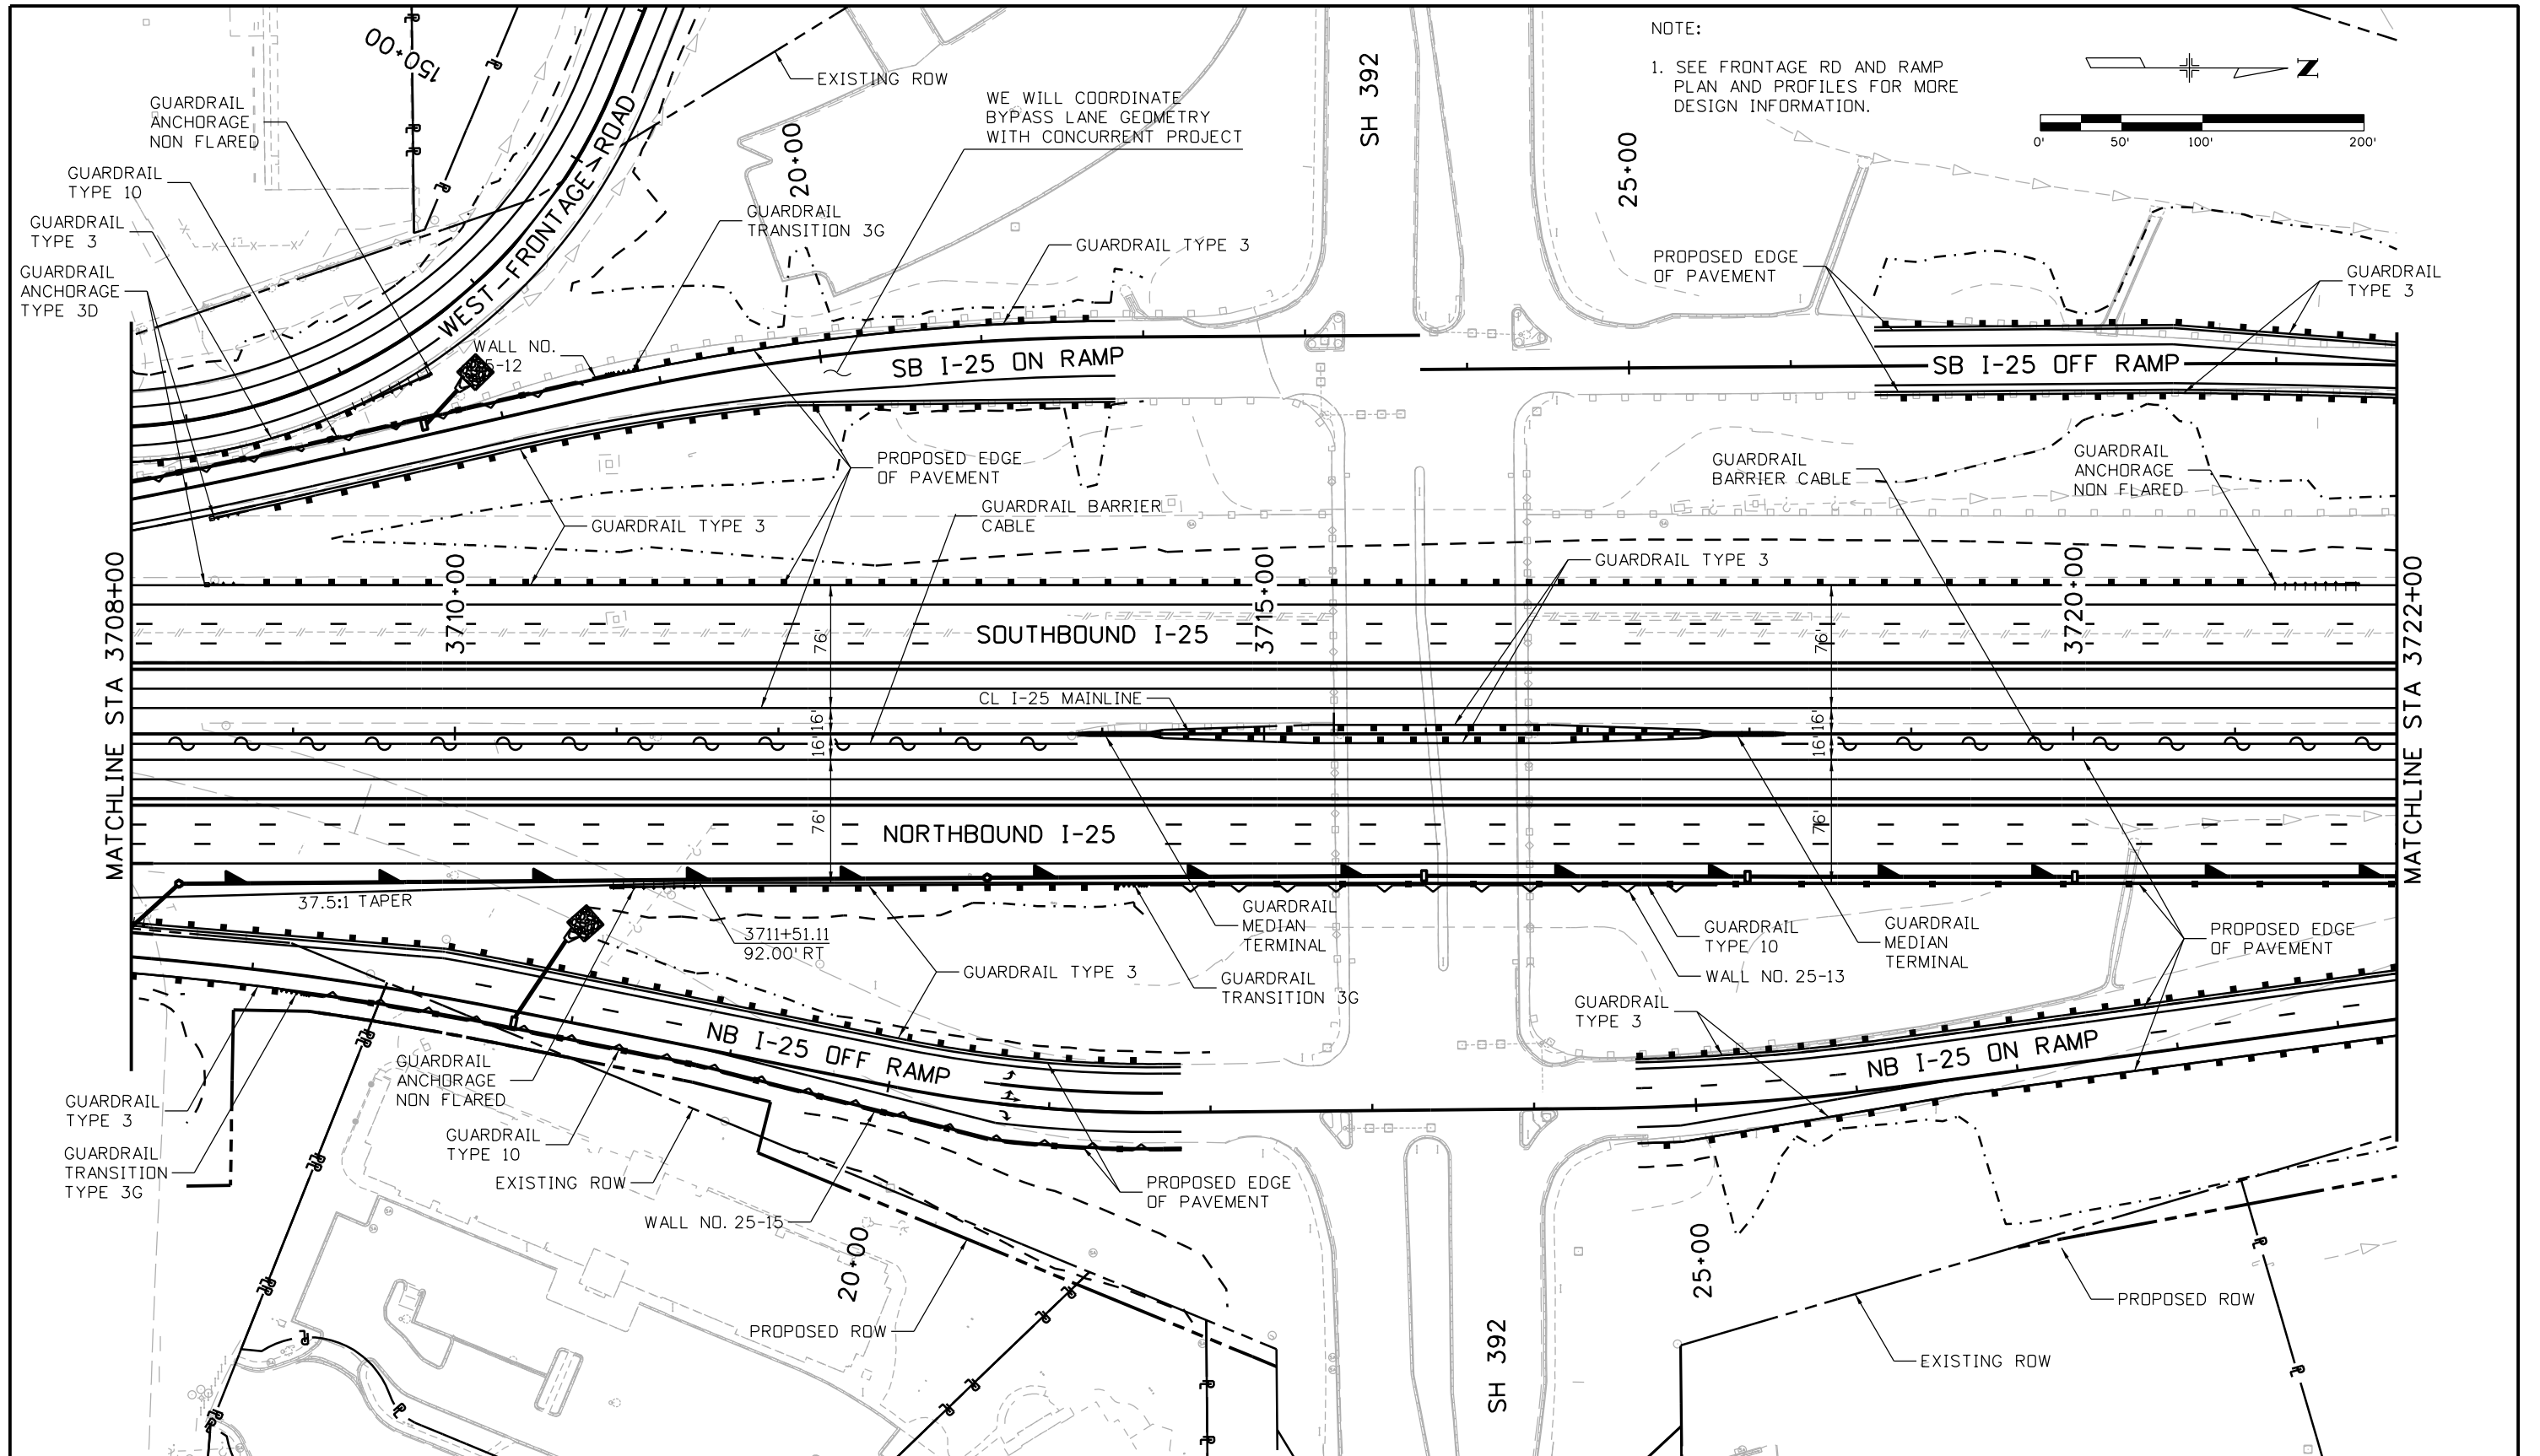 150+00
GUARDRAIL
ANCHORAGE
NON FLARED
GUARDRAIL
TYPE 10
GUARDRAIL
TYPE 3
GUARDRAIL
ANCHORAGE
TYPE 3D
WEST FRONTAGE ROAD
EXISTING ROW
20+00
WE WILL COORDINATE
BYPASS LANE GEOMETRY
WITH CONCURRENT PROJECT
GUARDRAIL
TRANSITION 3G
GUARDRAIL TYPE 3
SH 392
25+00
NOTE:
1. SEE FRONTAGE RD AND RAMP
PLAN AND PROFILES FOR MORE
DESIGN INFORMATION.
N
0'
50'
100'
200'
PROPOSED EDGE
OF PAVEMENT
GUARDRAIL
TYPE 3
WALL NO.
5-12
SB I-25 ON RAMP
SB I-25 OFF RAMP
PROPOSED EDGE
OF PAVEMENT
GUARDRAIL
BARRIER CABLE
GUARDRAIL
ANCHORAGE
NON FLARED
GUARDRAIL BARRIER
CABLE
GUARDRAIL TYPE 3
GUARDRAIL TYPE 3
MATCHLINE STA 3708+00
3710+00
3715+00
3720+00
MATCHLINE STA 3722+00
SOUTHBOUND I-25
76'
76'
CL I-25 MAINLINE
16'
16'
16'
16'
76'
76'
NORTHBOUND I-25
37.5:1 TAPER
3711+51.11
92.00' RT
GUARDRAIL
MEDIAN
TERMINAL
GUARDRAIL
TYPE 10
GUARDRAIL
MEDIAN
TERMINAL
PROPOSED EDGE
OF PAVEMENT
GUARDRAIL TYPE 3
WALL NO. 25-13
GUARDRAIL
TRANSITION 3G
GUARDRAIL
TYPE 3
NB I-25 OFF RAMP
NB I-25 ON RAMP
GUARDRAIL
ANCHORAGE
NON FLARED
GUARDRAIL
TYPE 3
GUARDRAIL
TYPE 10
GUARDRAIL
TRANSITION
TYPE 3G
EXISTING ROW
PROPOSED EDGE
OF PAVEMENT
WALL NO. 25-15
20+00
25+00
PROPOSED ROW
PROPOSED ROW
SH 392
EXISTING ROW